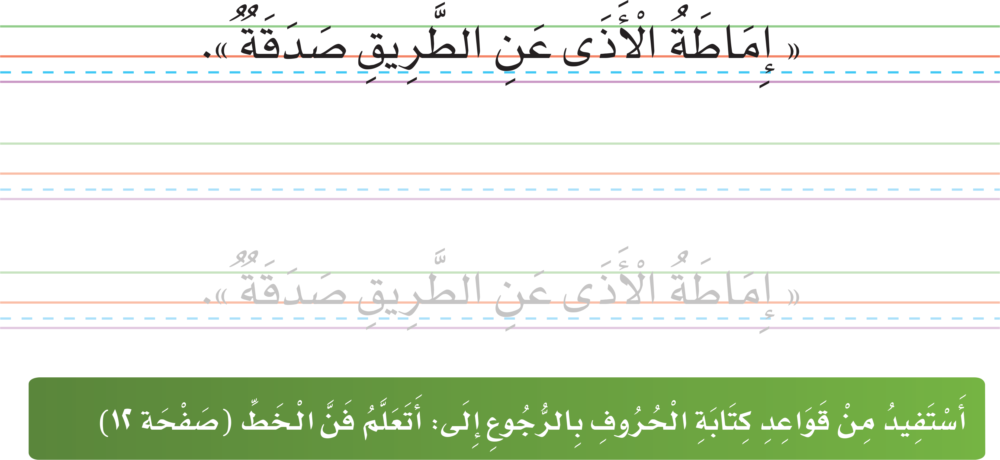 « إِمَاطَةُ الْأَذَى عَنِ الطَّرِيقِ صَدَقَةٌ ».
« إِمَاطَةُ الْأَذَى عَنِ الطَّرِيقِ صَدَقَةٌ ».
أَسْتَفِيدُ مِنْ قَوَاعِدِ كِتَابَةِ الْحُرُوفِ بِالرُّجُوعِ إِلَى: أَتَعَلَّمُ فَنَّ الْخَطِّ (صَفْحَة ١٢)